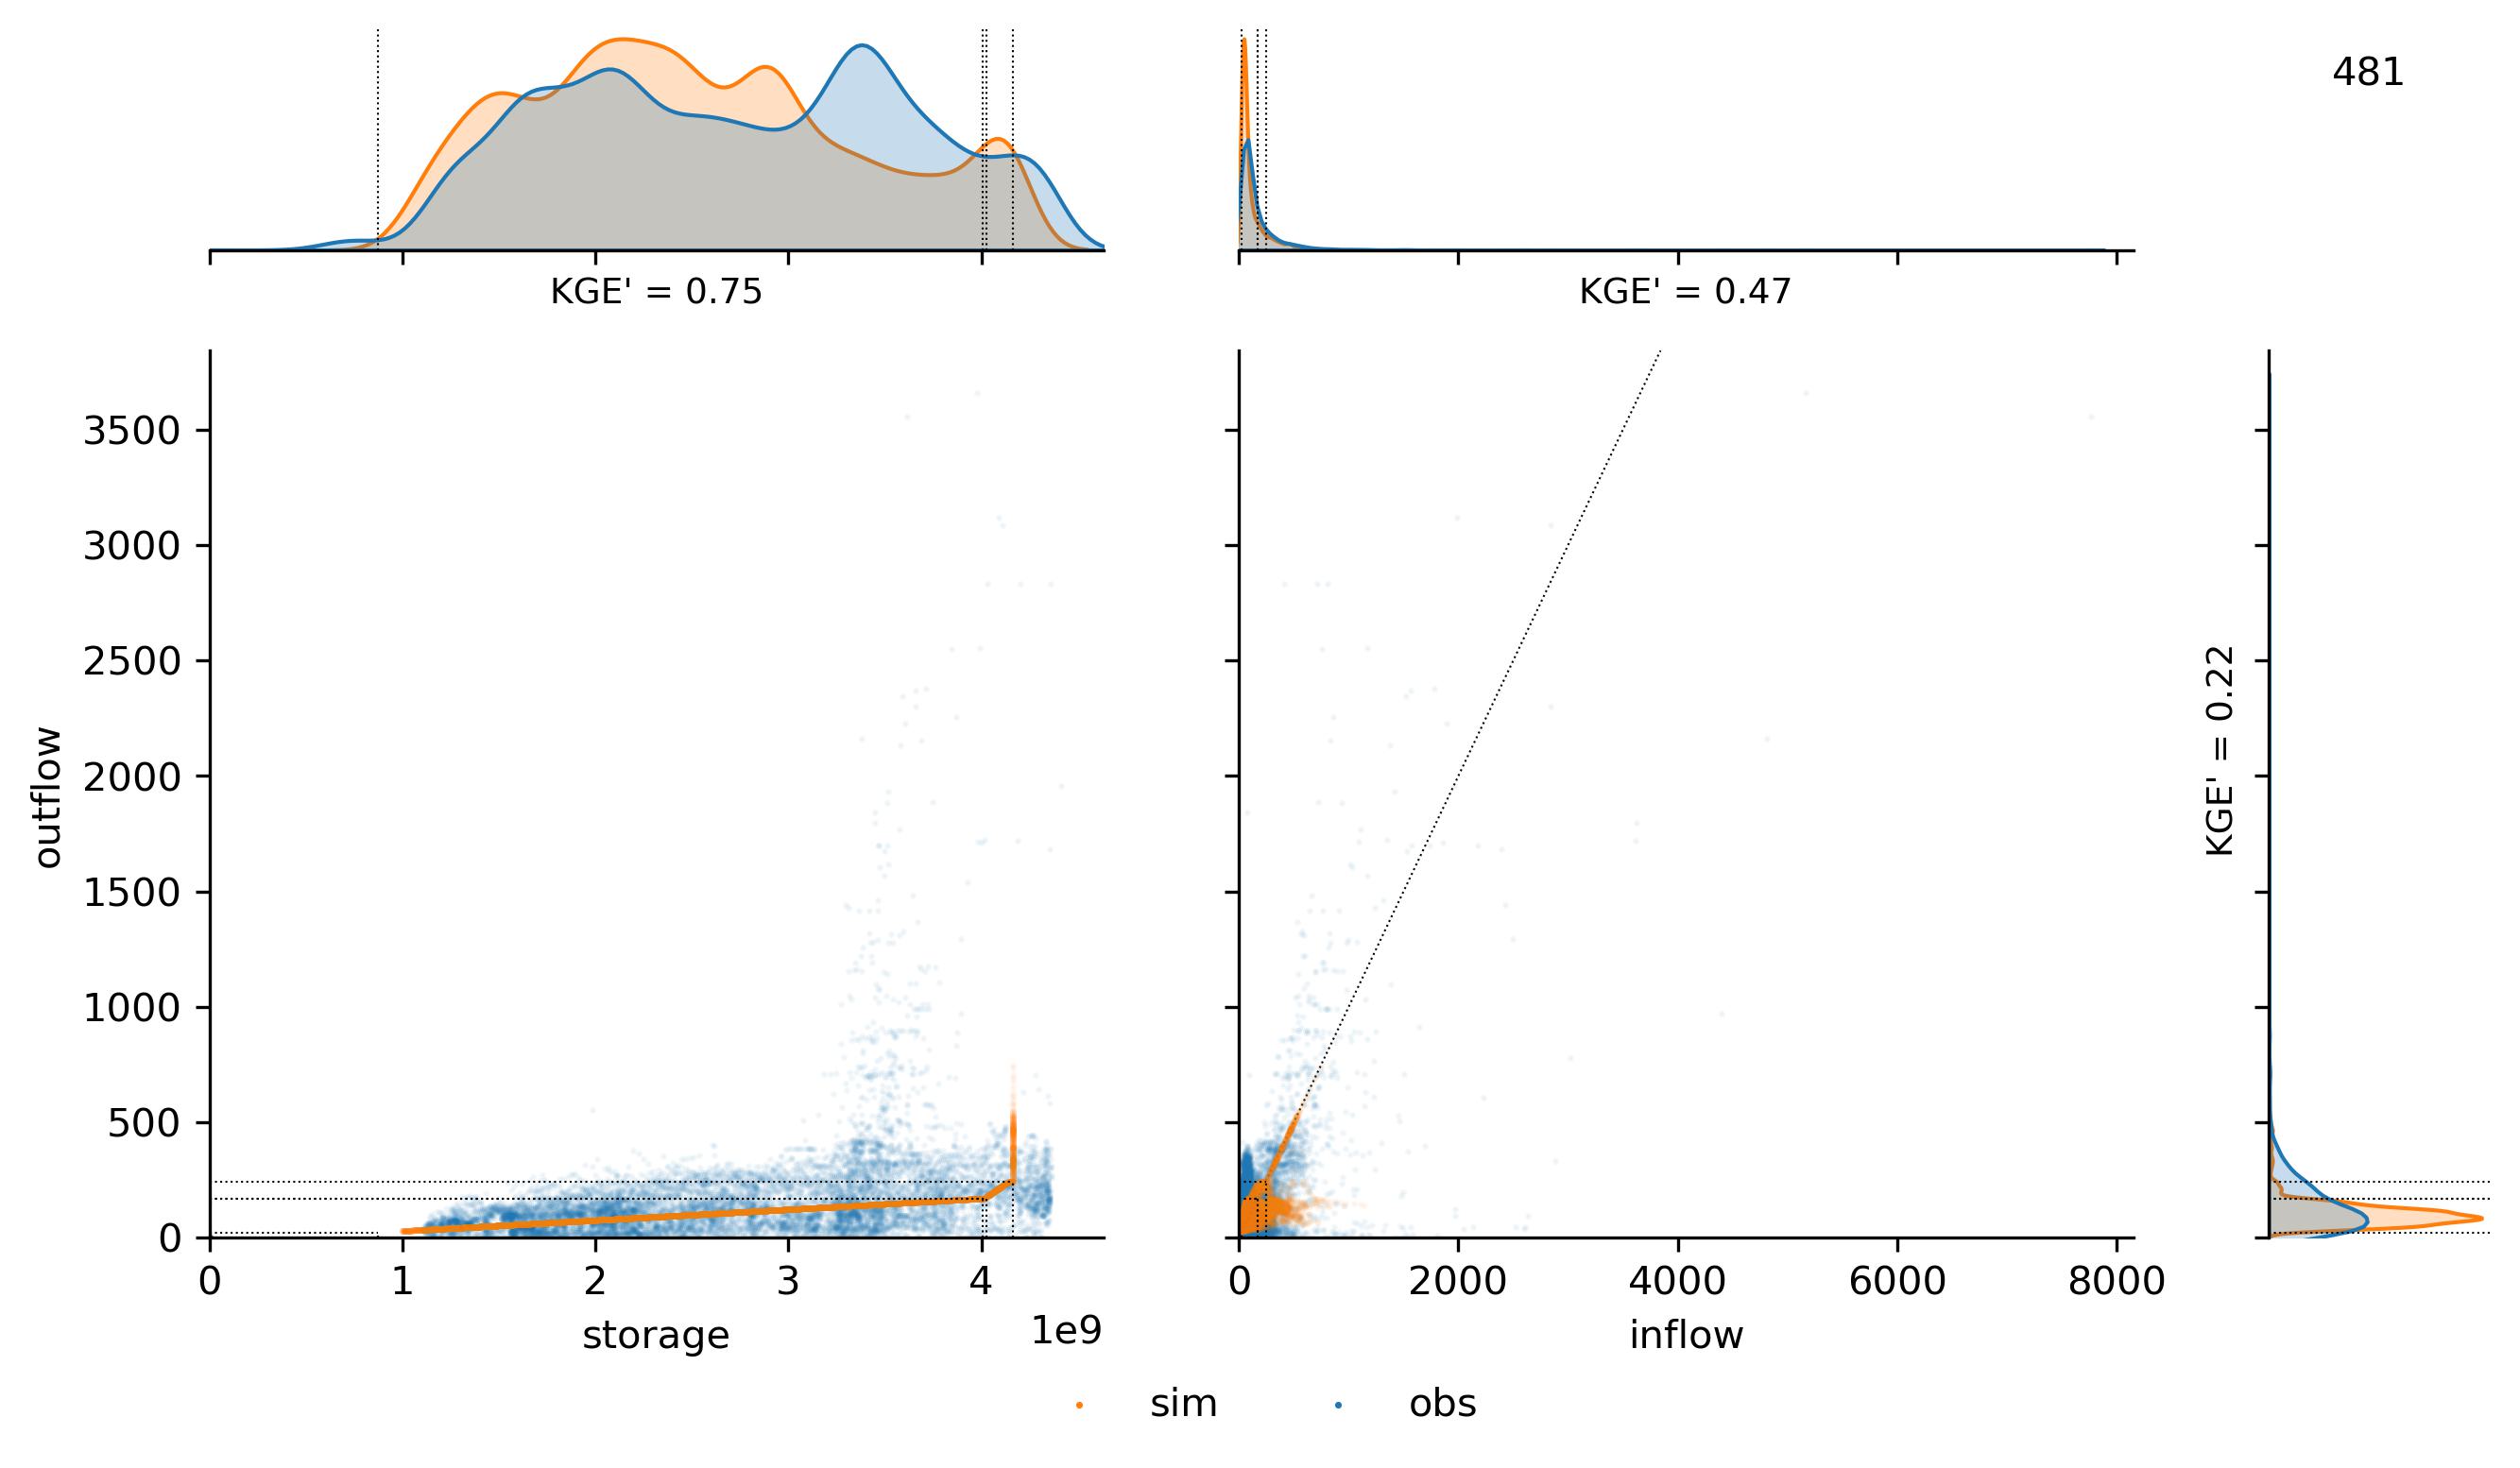 481
KGE' = 0.75
KGE' = 0.47
outflow
3500
3000
2500
2000
1500
1000
500
0
KGE' = 0.22
0 1 2 3 4
1e9
storage
0 2000 4000 6000 8000
inflow
sim obs